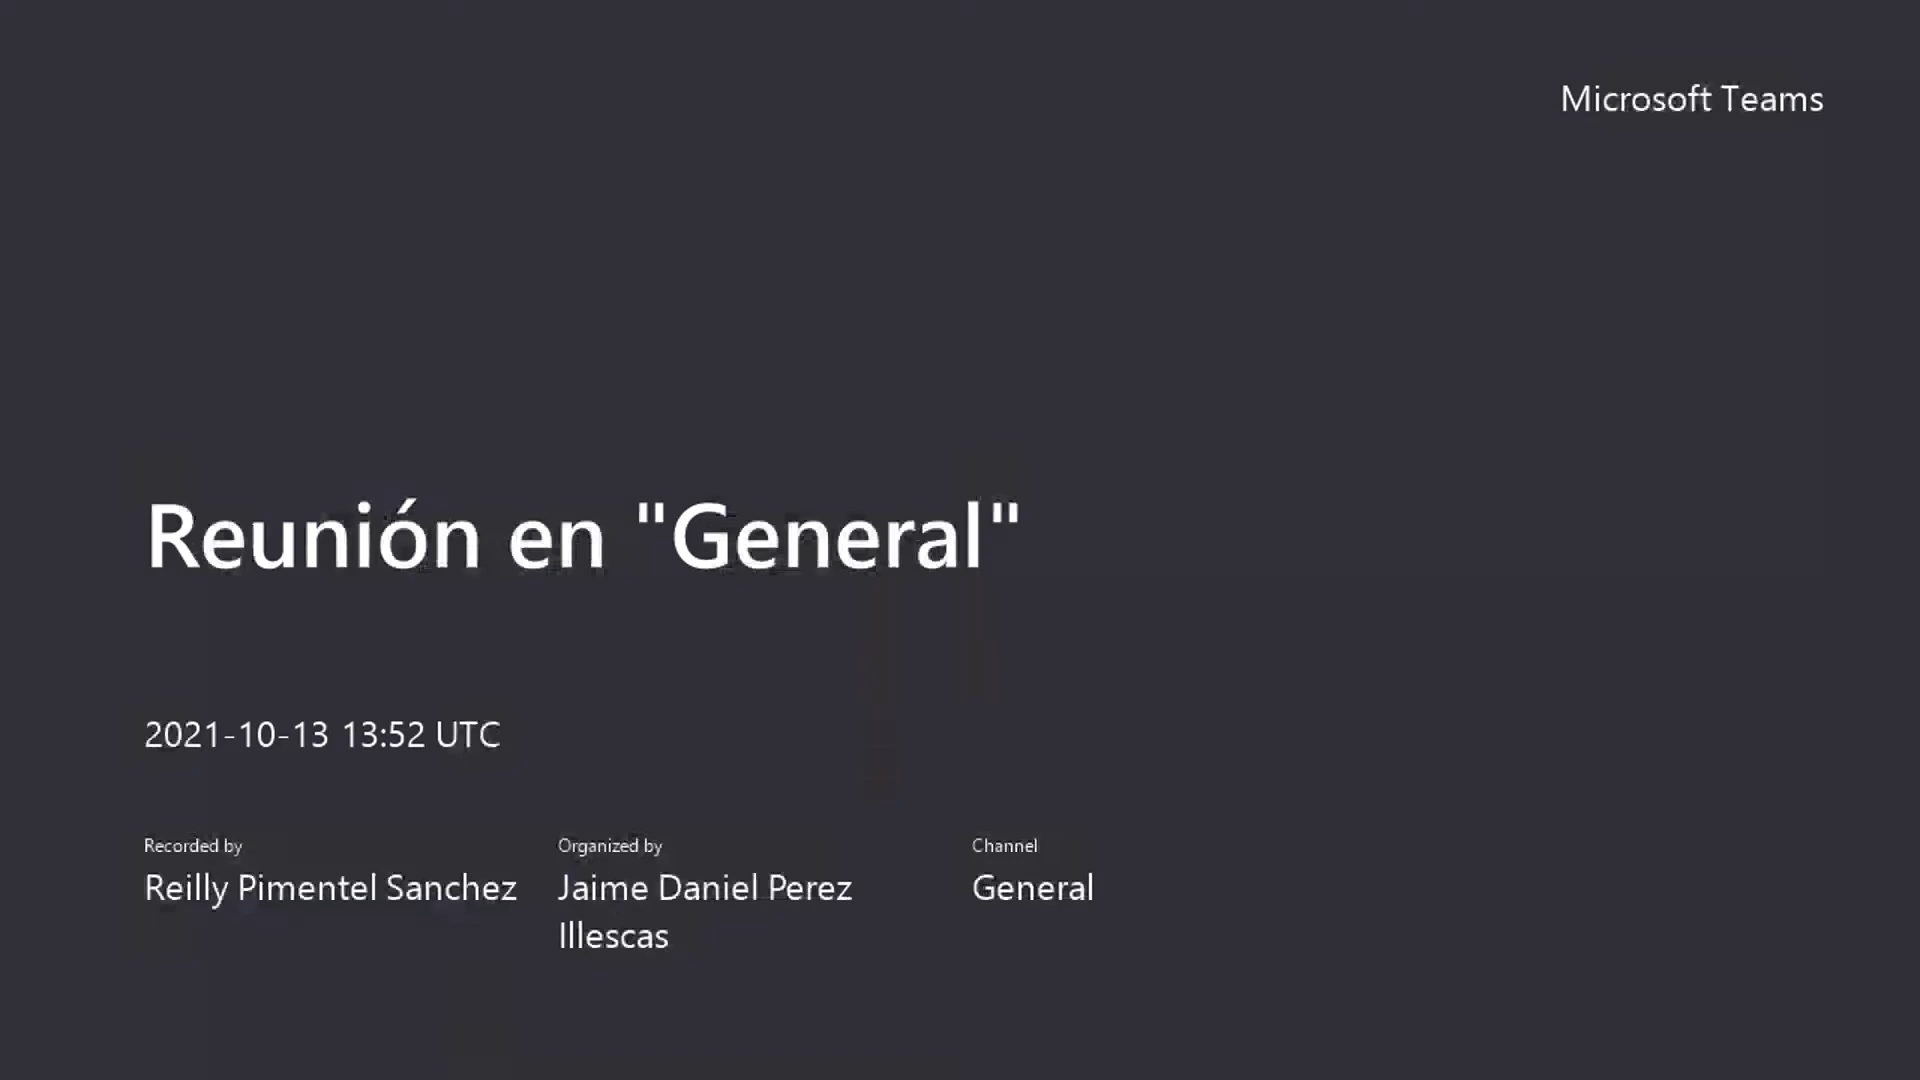 Microsoft Teams
Reunión en "General"
2021-10-13 13:52 UTC
Recorded by
Reilly Pimentel Sanchez
Organized by
Jaime Daniel Perez
Illescas
Channel
General